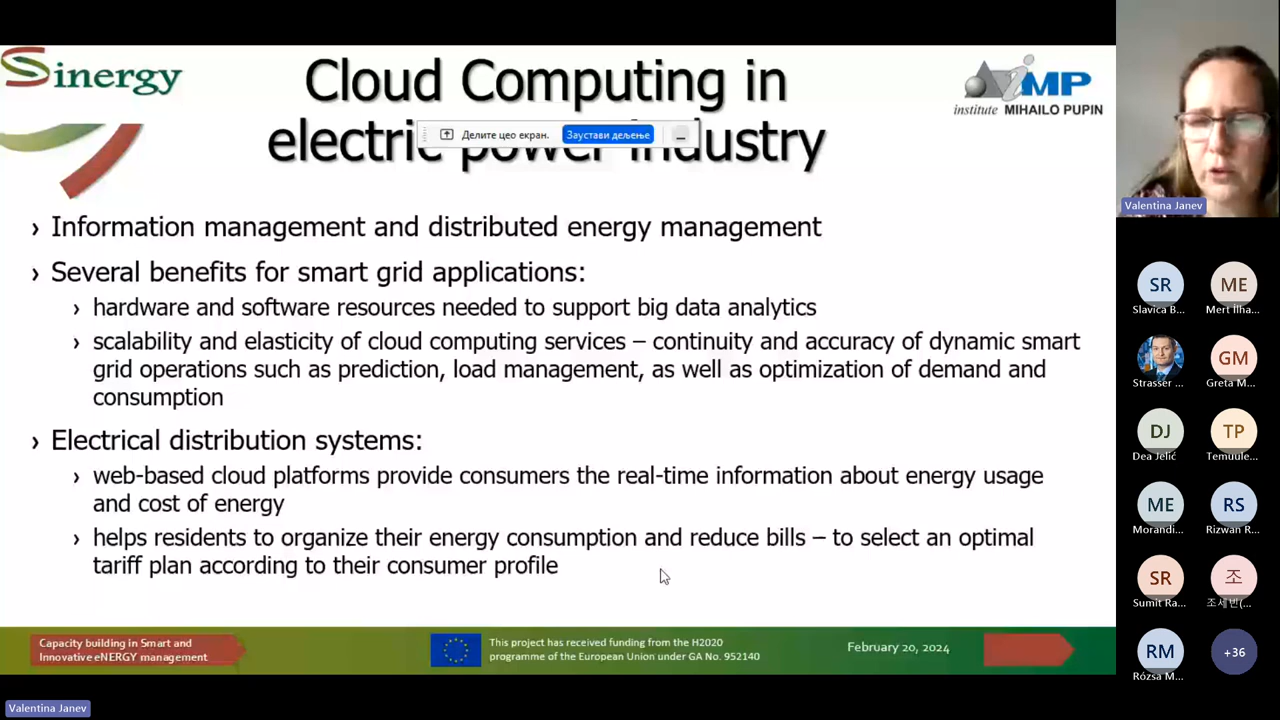 Sinergy
Cloud Computing in
electric power industry
Делите цео екран.
Заустави дељење
institute MIHAILO PUPIN
› Information management and distributed energy management
› Several benefits for smart grid applications:
› hardware and software resources needed to support big data analytics
› scalability and elasticity of cloud computing services – continuity and accuracy of dynamic smart
grid operations such as prediction, load management, as well as optimization of demand and
consumption
› Electrical distribution systems:
› web-based cloud platforms provide consumers the real-time information about energy usage
and cost of energy
› helps residents to organize their energy consumption and reduce bills – to select an optimal
tariff plan according to their consumer profile
Capacity building in Smart and
Innovative eNERGY management
This project has received funding from the H2020
programme of the European Union under GA No. 952140
February 20, 2024
Valentina Janev
SR
Slavica B...
ME
Mert İlha...
Strasser ...
GM
Greta M...
DJ
Dea Jelić
TP
Temuule...
ME
Morandi...
RS
Rizwan R...
SR
Sumit Ra...
조
조세빈(...
RM
Rózsa M...
+36
Valentina Janev